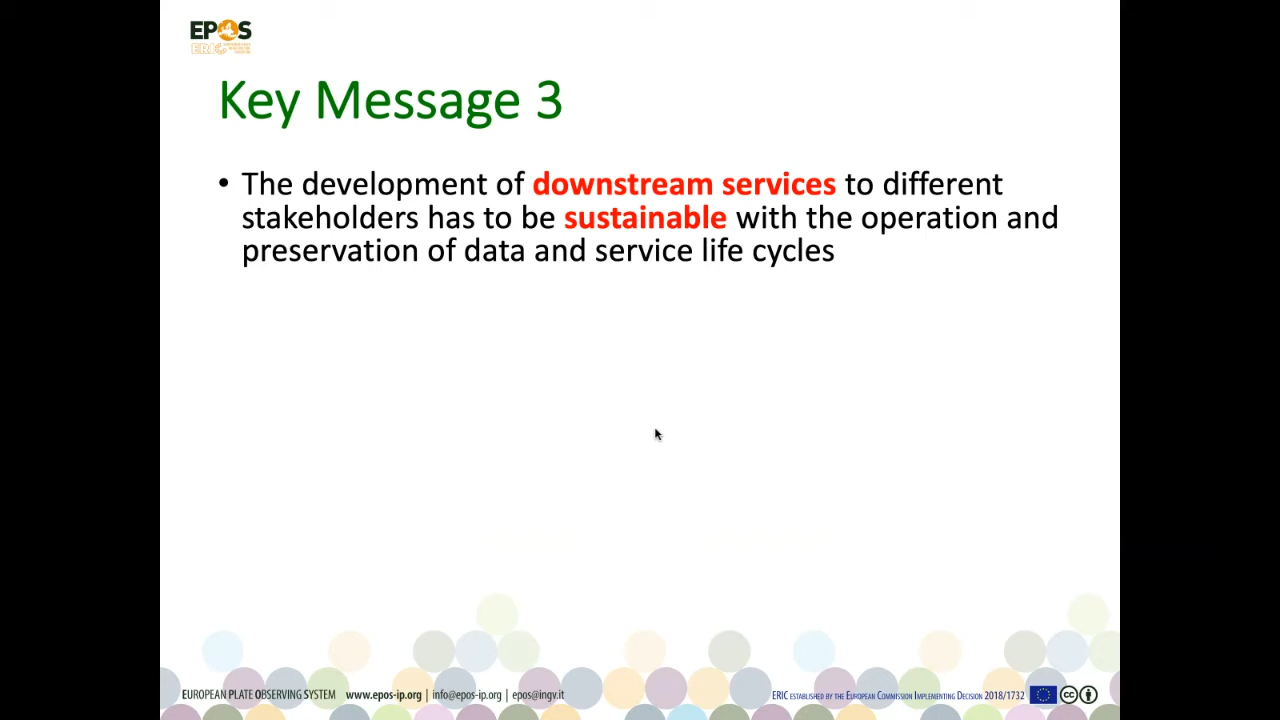 EPOS
ERIC
Key Message 3
• The development of downstream services to different
stakeholders has to be sustainable with the operation and
preservation of data and service life cycles
EUROPEAN PLATE OBSERVING SYSTEM www.epos-ip.org | info@epos-ip.org | epos@ingv.it
ERIC ESTABLISHED BY THE EUROPEAN COMMISSION IMPLEMENTING DECISION 2018/1732